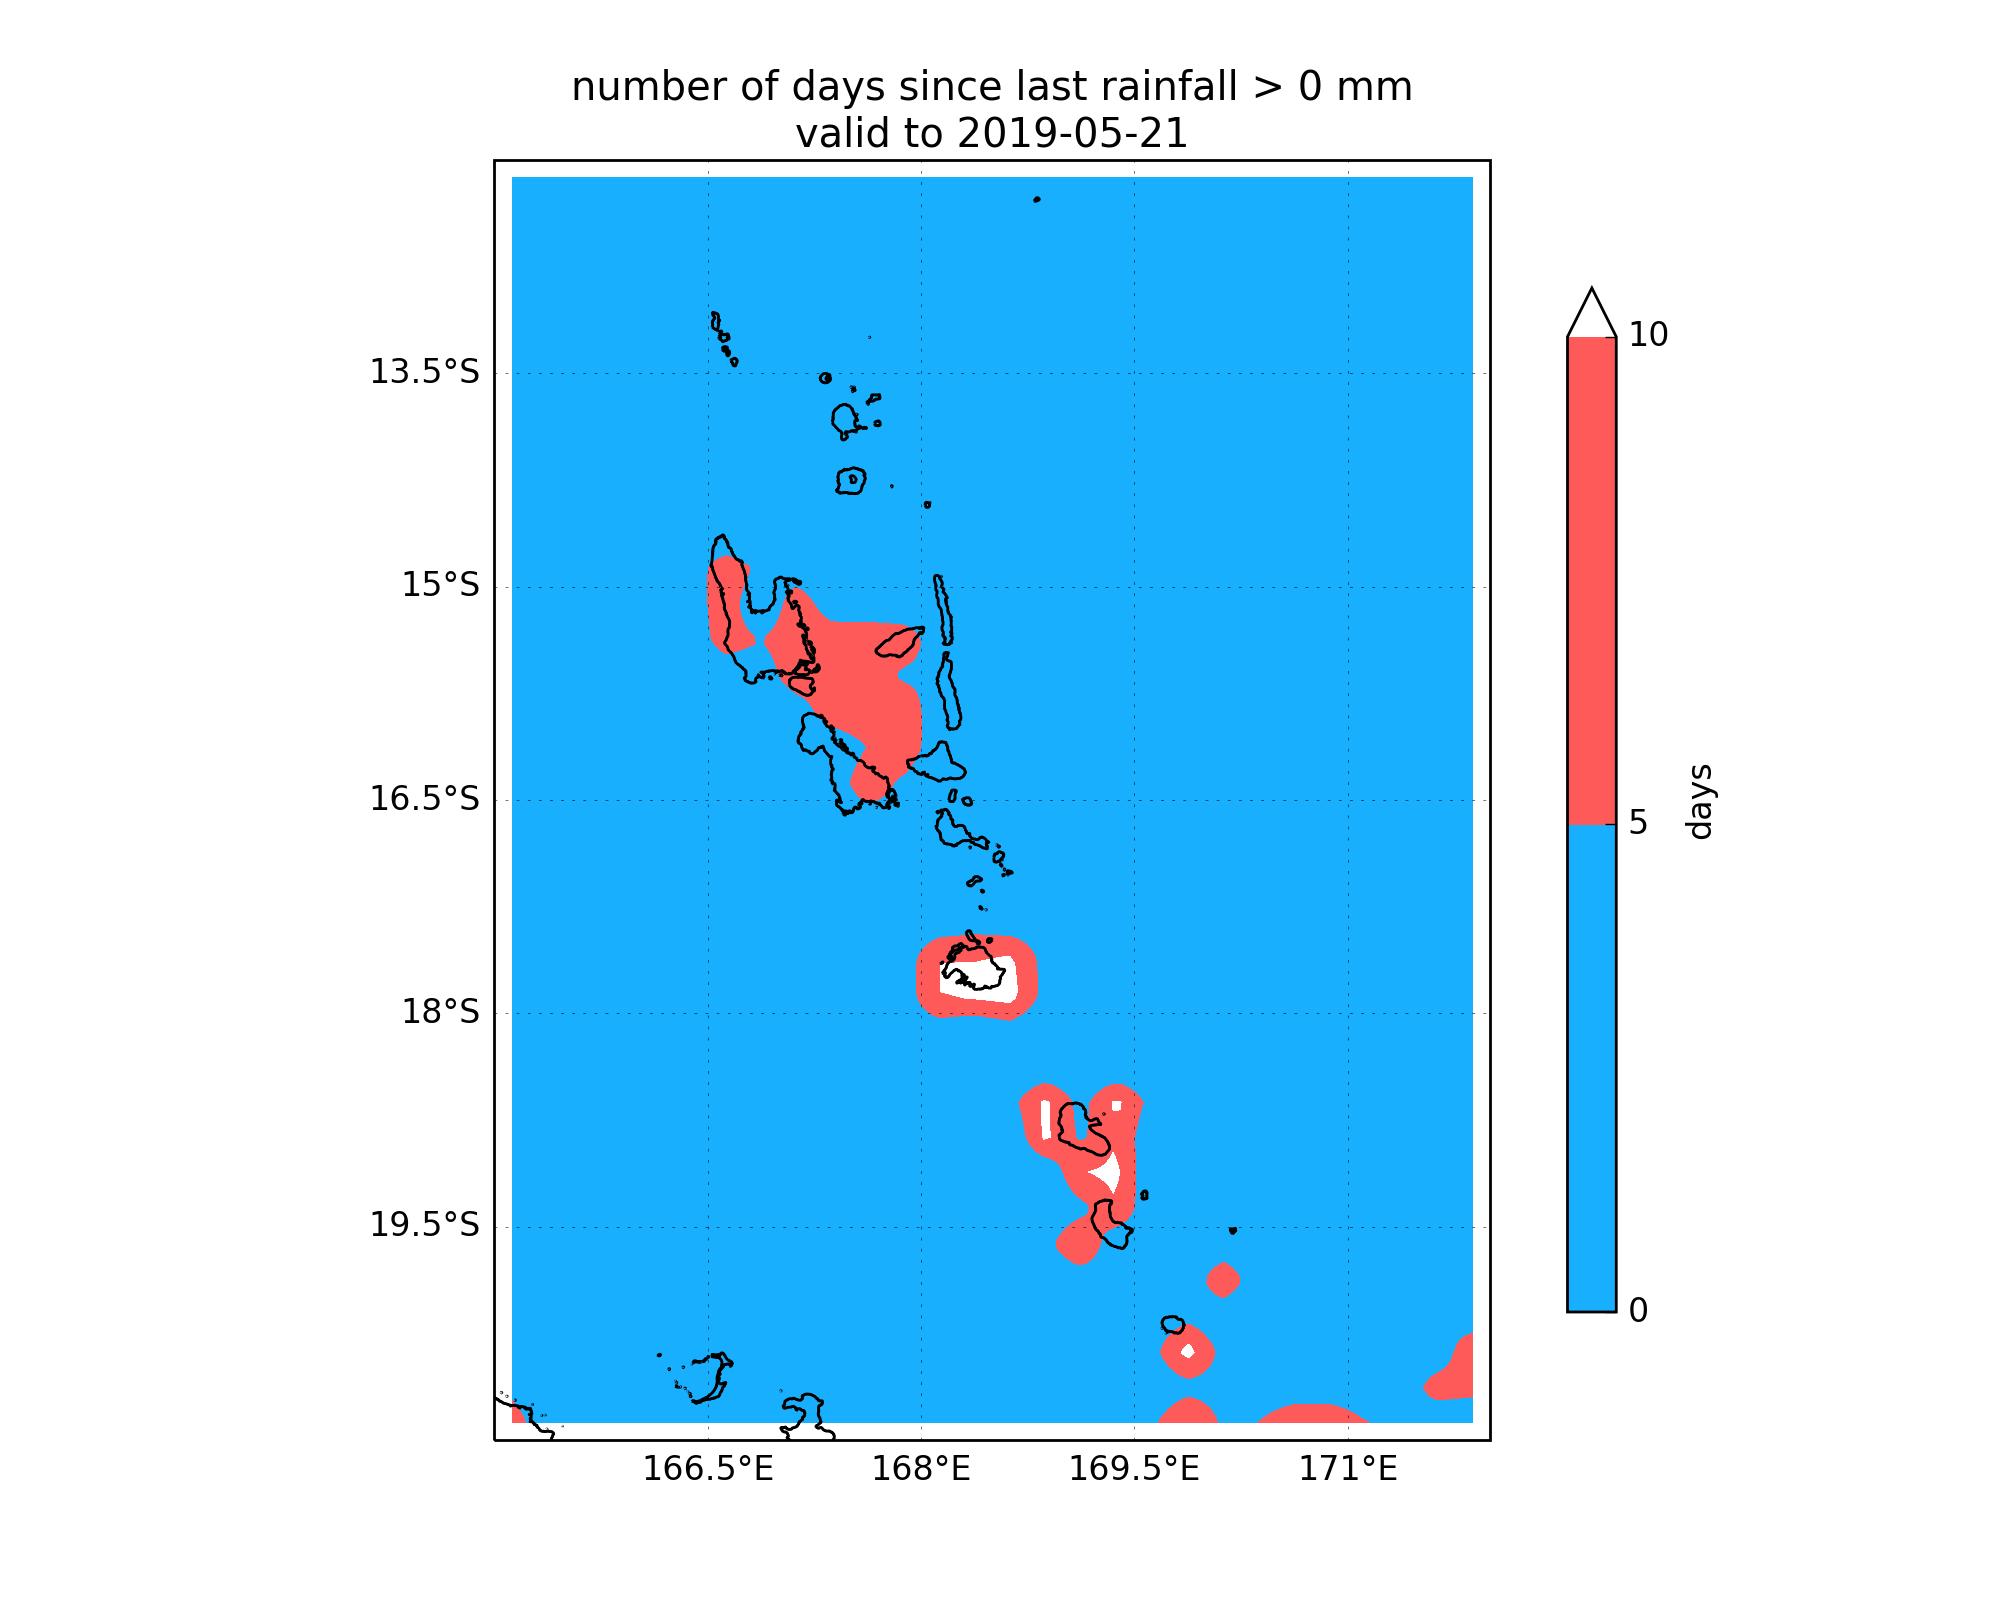 number of days since last rainfall > 0 mm
valid to 2019-05-21
13.5°S
15°S
16.5°S
18°S
19.5°S
166.5°E
168°E
169.5°E
171°E
10
5
0
days